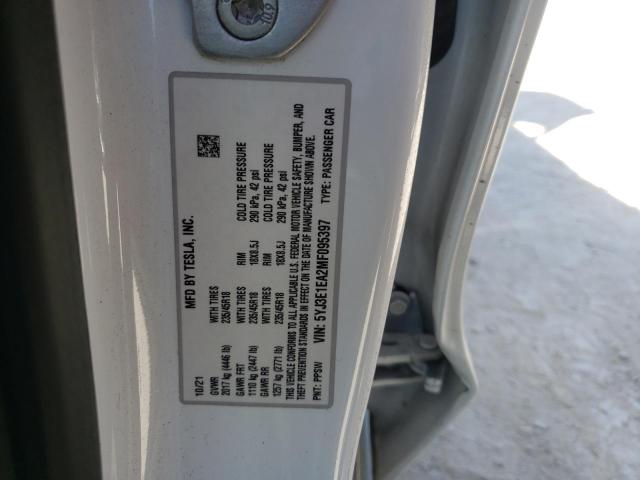 10.9
MFD BY TESLA, INC.
10/21
GVWR WITH TIRES RIM COLD TIRE PRESSURE
2017 kg (4446 lb) 235/45R18 18X8.5J 290 kPa, 42 psi
GAWR FRT WITH TIRES RIM COLD TIRE PRESSURE
1110 kg (2447 lb) 235/45R18 18X8.5J 290 kPa, 42 psi
GAWR RR WITH TIRES
1257 kg (2771 lb) 235/45R18
THIS VEHICLE CONFORMS TO ALL APPLICABLE U.S. FEDERAL MOTOR VEHICLE SAFETY, BUMPER, AND
THEFT PREVENTION STANDARDS IN EFFECT ON THE DATE OF MANUFACTURE SHOWN ABOVE.
PNT: PPSW VIN: 5YJ3E1EA2MF095397 TYPE: PASSENGER CAR